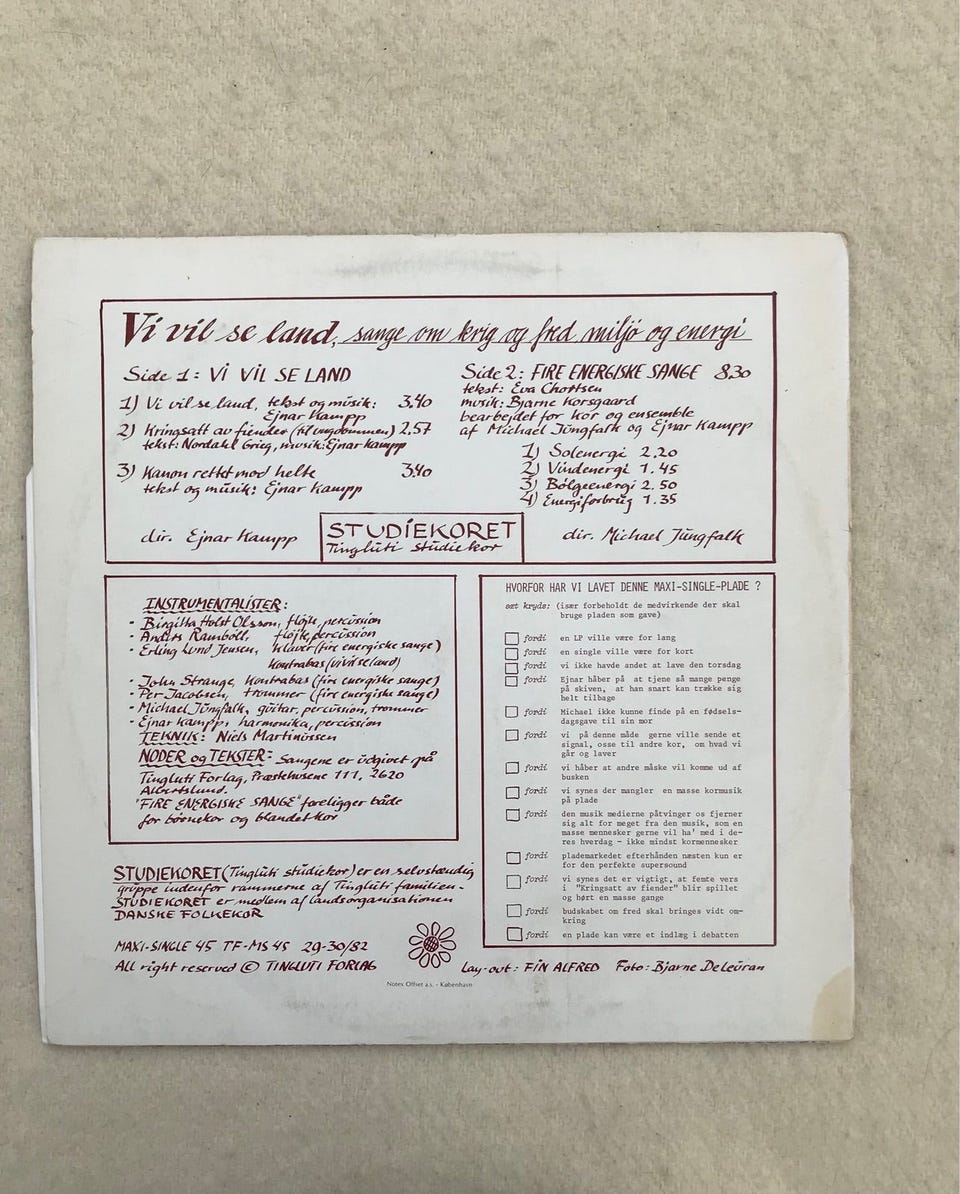 Vi vil se land, sange om krig og fred miljø og energi
Side 1: VI VIL SE LAND
1) Vi vil se land, tekst og musik: 3.40
Ejnar Kampp
2) Kringsatt av fiender (til ungdommen) 2.57
tekst: Nordahl Grieg, musik: Ejnar Kampp
3) Kanon rettet mod helte 3.40
tekst og musik: Ejnar Kampp
dir. Ejnar Kampp
Side 2: FIRE ENERGISKE SANGE 8.30
tekst: Eva Chortsen
musik: Bjarne Korsgaard
bearbejdet for kor og ensemble
af Michael Jungfalk og Ejnar Kampp
1) Solenergi 2.20
2) Vindenergi 1.45
3) Bølgeenergi 2.50
4) Energiforbrug 1.35
dir. Michael Jungfalk
STUDIEKORET
Tingluti Studiekor
INSTRUMENTALISTER:
- Birgitha Holst Olsson, fløjte, percussion
- Anders Rambøll, fløjte, percussion
- Erling Lund Jensen, klaver (fire energiske sange)
kontrabas (vi vil se land)
- John Strange, kontrabas (fire energiske sange)
- Per Jacobsen, trommer (fire energiske sange)
- Michael Jungfalk, guitar, percussion, trommer
- Ejnar Kampp, harmonika, percussion
TEKNIK: Niels Martinussen
NODER og TEKSTER: Sangene er udgivet på
Tingluti Forlag, Præstehusene 111, 2620
Albertslund.
"FIRE ENERGISKE SANGE" foreligger både
for børnekor og blandet kor
STUDIEKORET (Tingluti studiekor) er en selvstændig
gruppe indenfor rammerne af Tingluti familien.
STUDIEKORET er medlem af landsorganisationen
DANSKE FOLKEKOR
MAXI-SINGLE 45 TF-MS 45 29-30/82
All right reserved © TINGLUTI FORLAG
HVORFOR HAR VI LAVET DENNE MAXI-SINGLE-PLADE ?
sæt kryds: (især forbeholdt de medvirkende der skal
bruge pladen som gave)
fordi en LP ville være for lang
fordi en single ville være for kort
fordi vi ikke havde andet at lave den torsdag
fordi Ejnar håber på at tjene så mange penge
på skiven, at han snart kan trække sig
helt tilbage
fordi Michael ikke kunne finde på en fødsels-
dagsgave til sin mor
fordi vi på denne måde gerne ville sende et
signal, osse til andre kor, om hvad vi
går og laver
fordi vi håber at andre måske vil komme ud af
busken
fordi vi synes der mangler en masse kormusik
på plade
fordi den musik medierne påtvinger os fjerner
sig alt for meget fra den musik, som en
masse mennesker gerne vil ha' med i de-
res hverdag - ikke mindst kormennesker
fordi plademarkedet efterhånden næsten kun er
for den perfekte supersound
fordi vi synes det er vigtigt, at femte vers
i "Kringsatt av fiender" blir spillet
og hørt en masse gange
fordi budskabet om fred skal bringes vidt om-
kring
fordi en plade kan være et indlæg i debatten
Lay-out: FIN ALFRED Foto: Bjarne Deleuran
Notex Offset a.s. - København